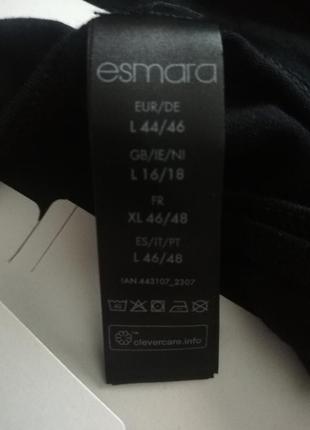 esmara
EUR/DE
L 44/46
GB/IE/NI
L 16/18
FR
XL 46/48
ES/IT/PT
L 46/48
IAN 443107_2307
clevercare.info